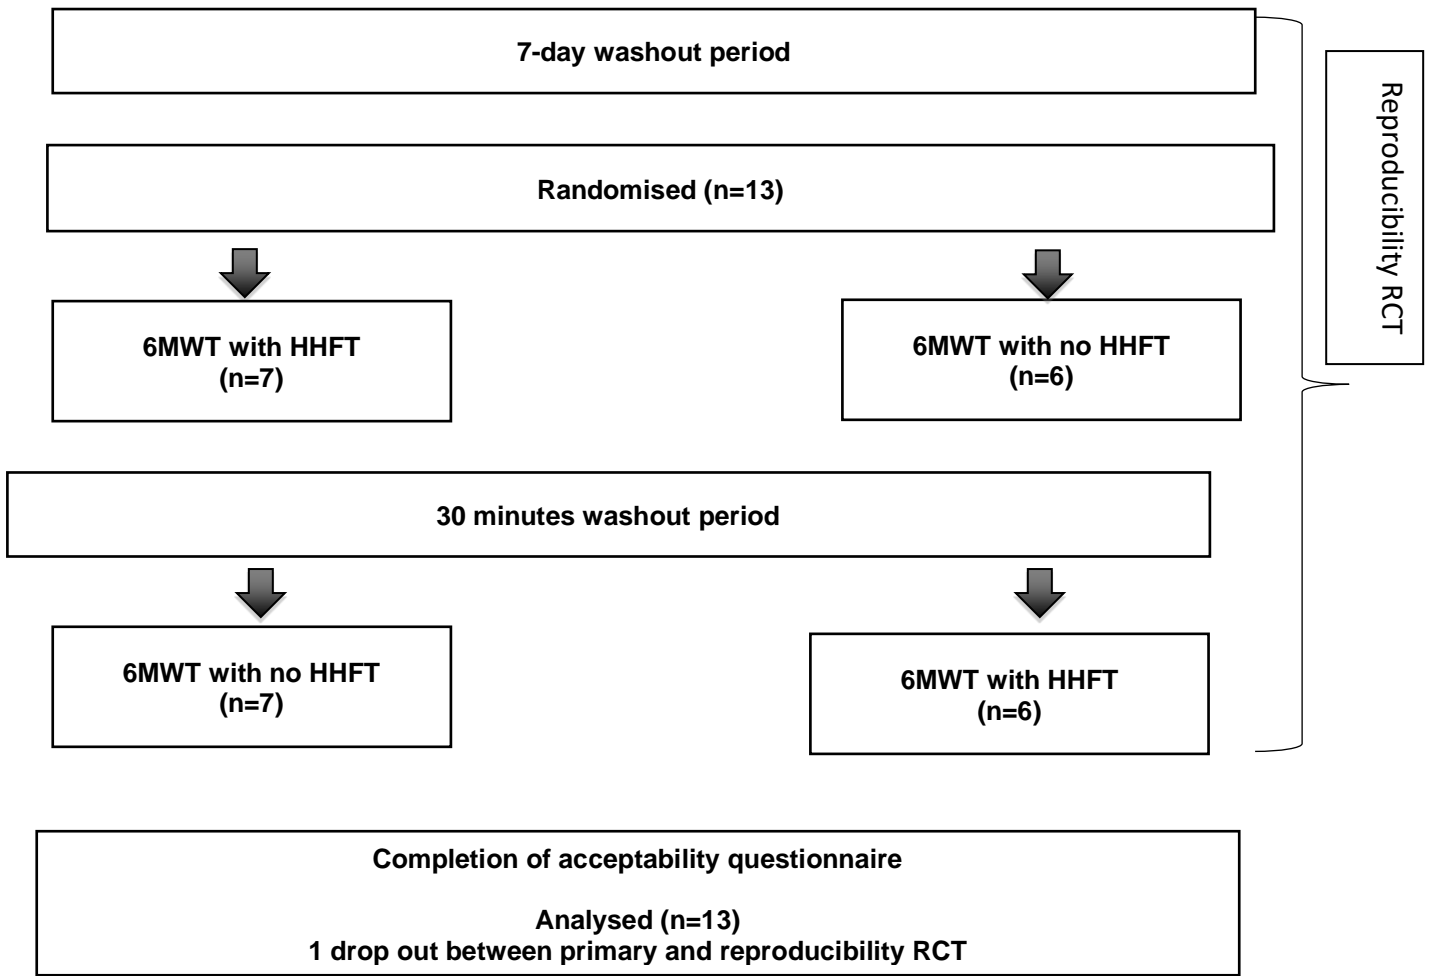 7-day washout period
Reproducibility RCT
Randomised (n=13)
6MWT with HHFT
(n=7)
6MWT with no HHFT
(n=6)
30 minutes washout period
6MWT with no HHFT
(n=7)
6MWT with HHFT
(n=6)
Completion of acceptability questionnaire
Analysed (n=13)
1 drop out between primary and reproducibility RCT